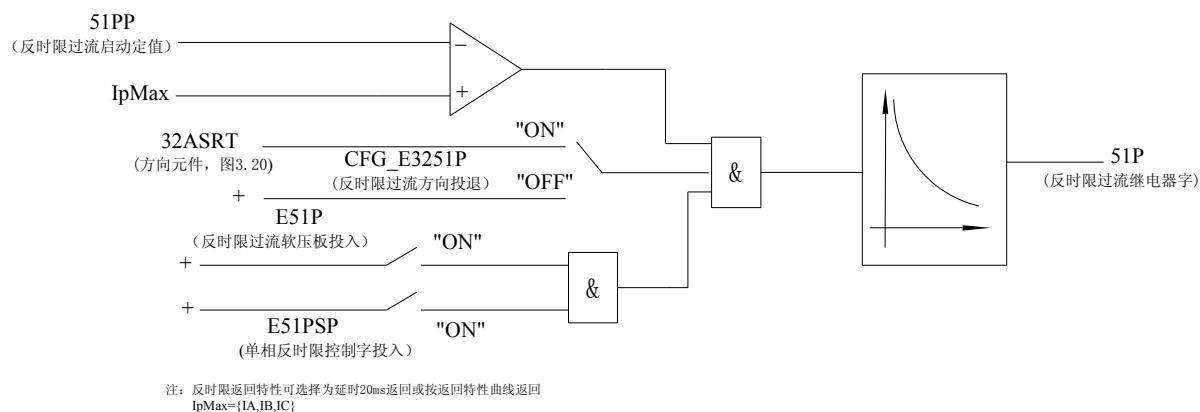 51PP
（反时限过流启动定值）
−
IpMax
+
32ASRT
(方向元件，图3.20)
"ON"
CFG_E3251P
（反时限过流方向投退）
+
"OFF"
&
51P
(反时限过流继电器字)
E51P
（反时限过流软压板投入）
+
"ON"
&
+
E51PSP
"ON"
(单相反时限控制字投入）
注：反时限返回特性可选择为延时20ms返回或按返回特性曲线返回
IpMax={IA,IB,IC}